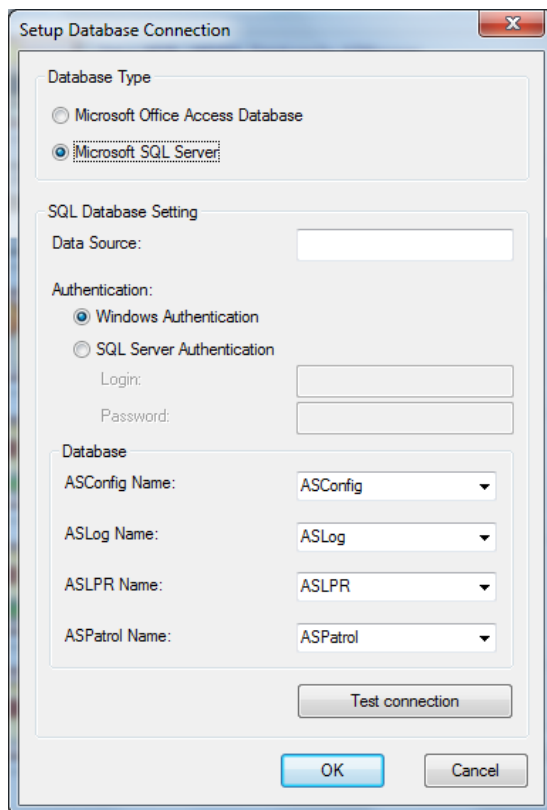 Setup Database Connection
Database Type
Microsoft Office Access Database
Microsoft SQL Server
SQL Database Setting
Data Source:
Authentication:
Windows Authentication
SQL Server Authentication
Login:
Password:
Database
ASConfig Name: ASConfig
ASLog Name: ASLog
ASLPR Name: ASLPR
ASPatrol Name: ASPatrol
Test connection
OK Cancel